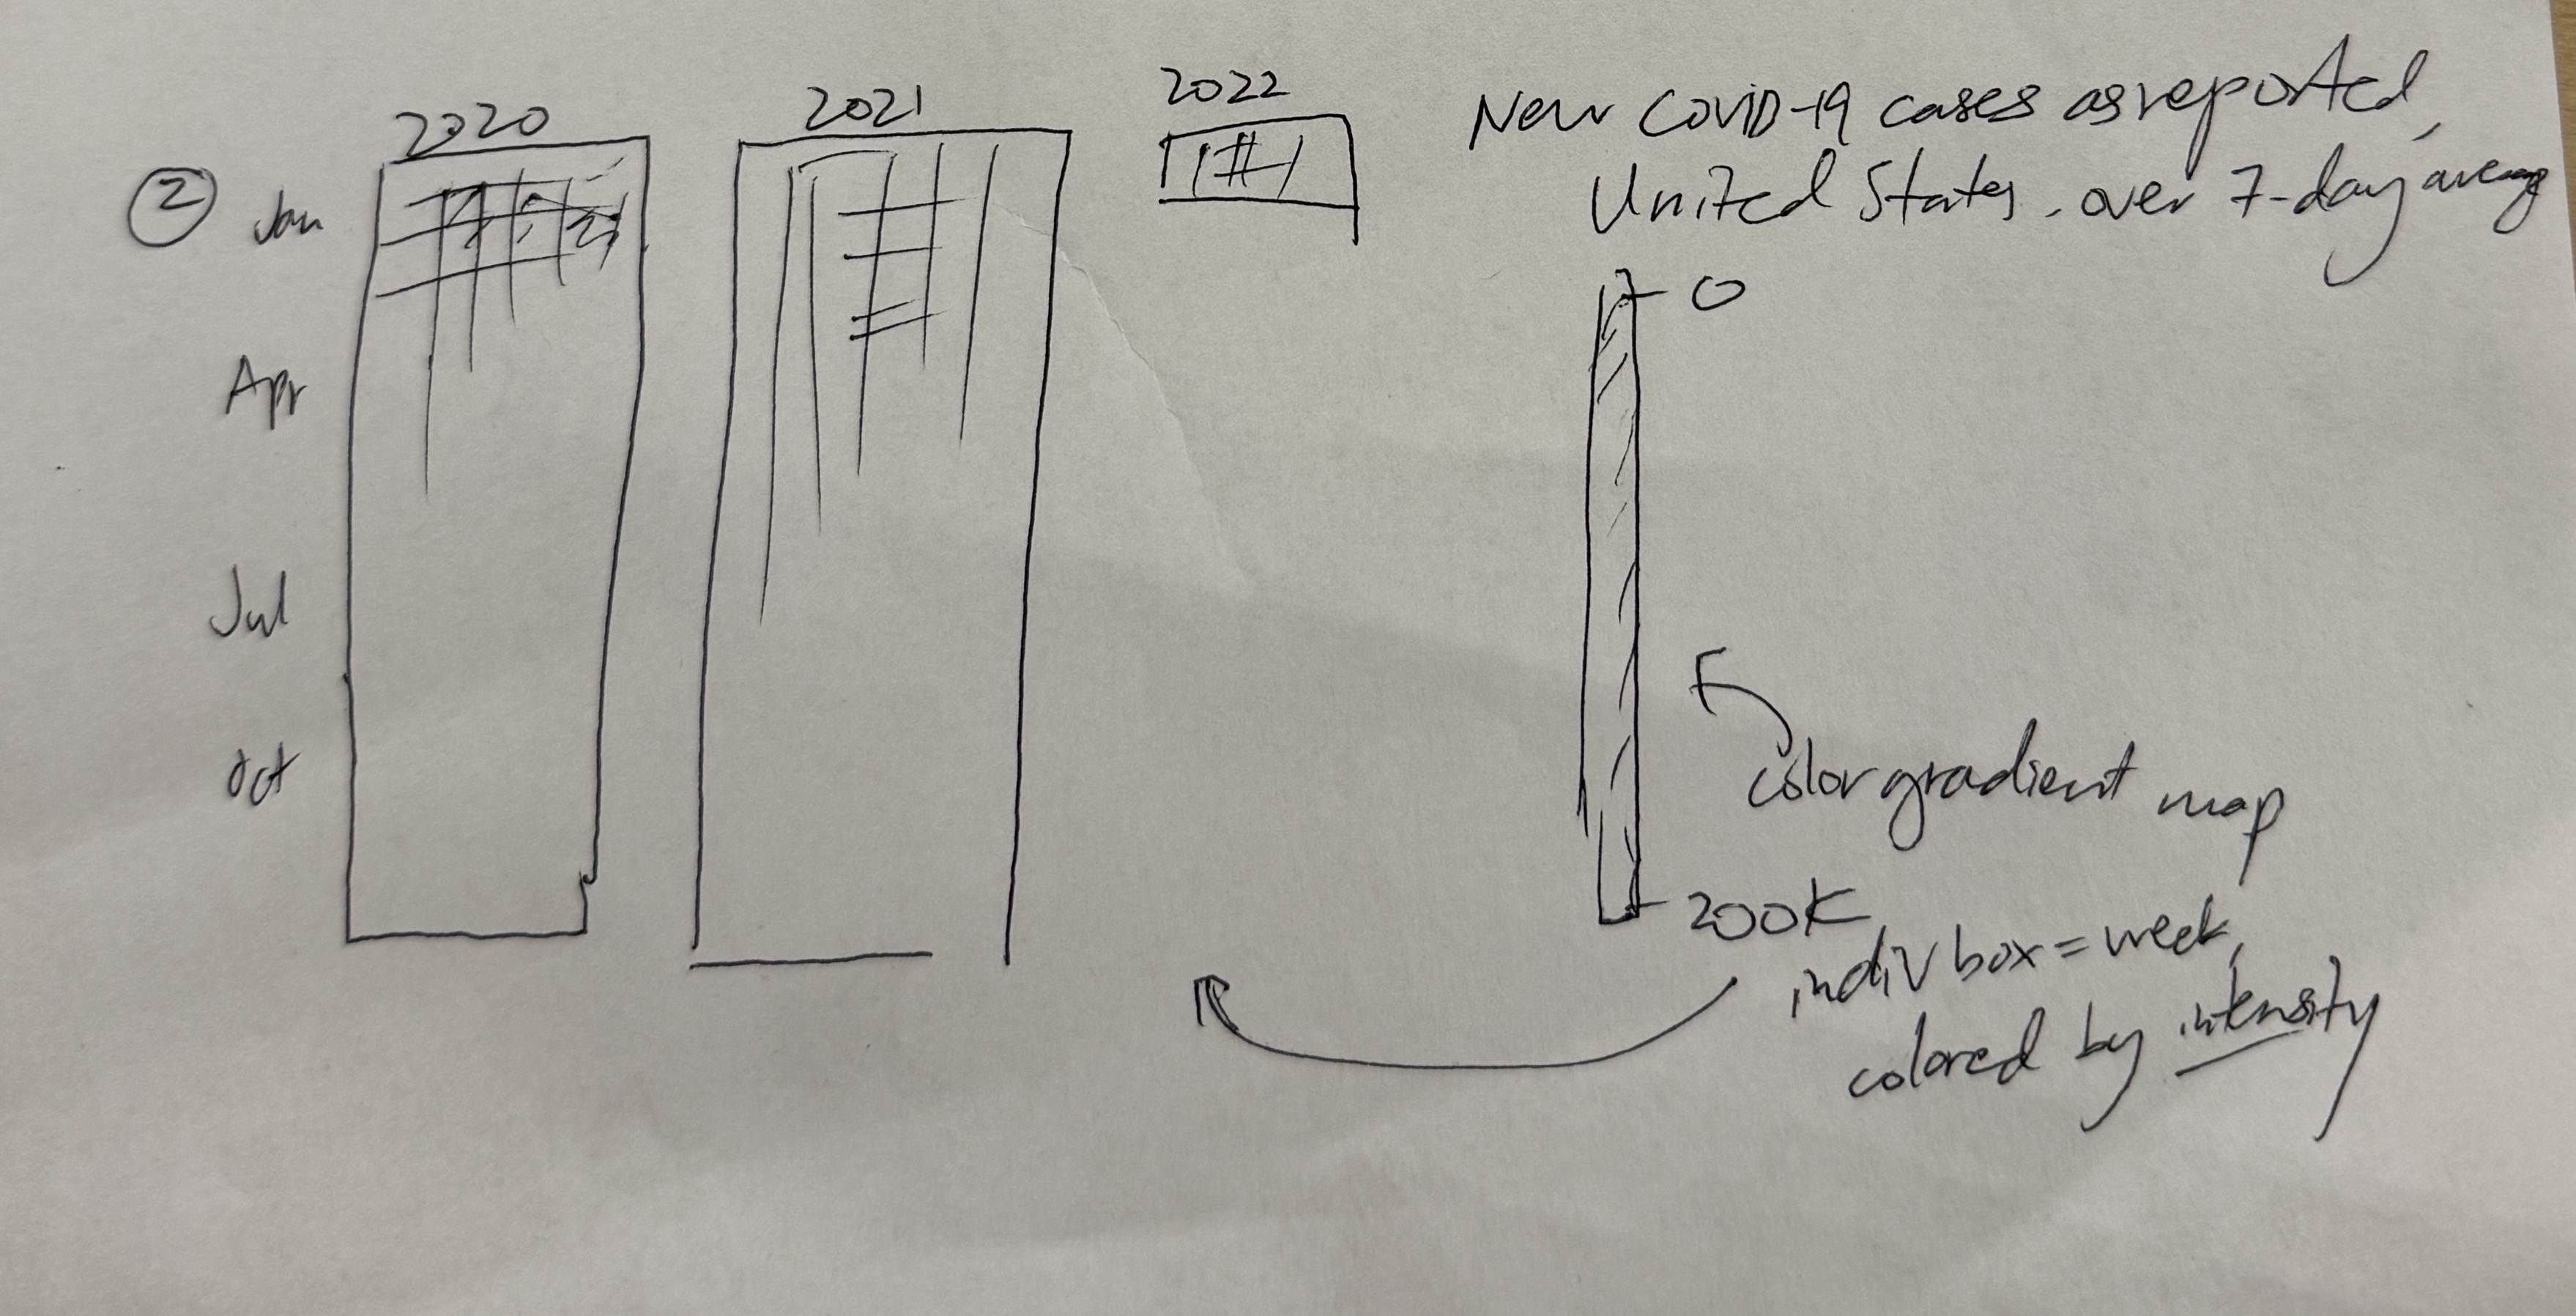 2020
2021
2022
New COVID-19 cases as reported,
United States. over 7-day average
②
Jan
Apr
Jul
Oct
0
color gradient map
200K
indiv box = week,
colored by intensity